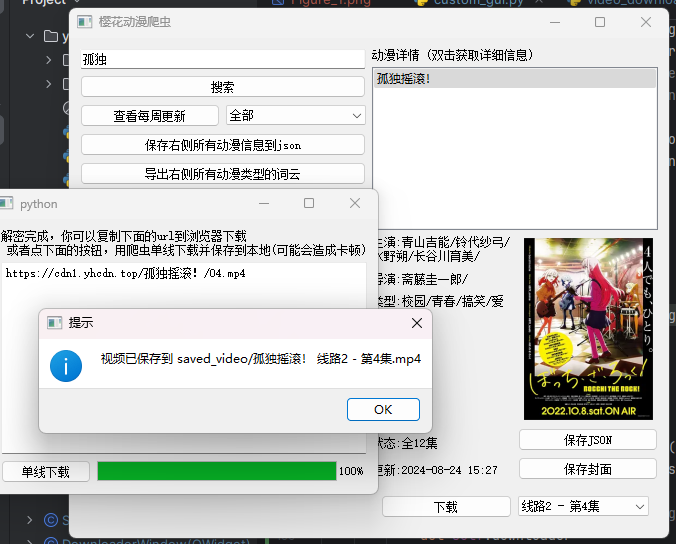 Project
Figure_1.png
custom_gui.py
樱花动漫爬虫
孤独
搜索
查看每周更新
全部
保存右侧所有动漫信息到json
导出右侧所有动漫类型的词云
动漫详情 (双击获取详细信息)
孤独摇滚!
主演:青山吉能/铃代纱弓/
水野朔/长谷川育美/
导演:斋藤圭一郎/
类型:校园/青春/搞笑/爱
4人でも、ひとり。
ぼっち・ざ・ろっく!
BOCCHI THE ROCK!
2022.10.8.sat.ON AIR
状态:全12集
更新:2024-08-24 15:27
保存JSON
保存封面
下载
线路2 - 第4集
python
解密完成，你可以复制下面的url到浏览器下载
或者点下面的按钮，用爬虫单线下载并保存到本地(可能会造成卡顿)
https://cdn1.yhcdn.top/孤独摇滚! /04.mp4
提示
视频已保存到 saved_video/孤独摇滚! 线路2 - 第4集.mp4
OK
单线下载
100%